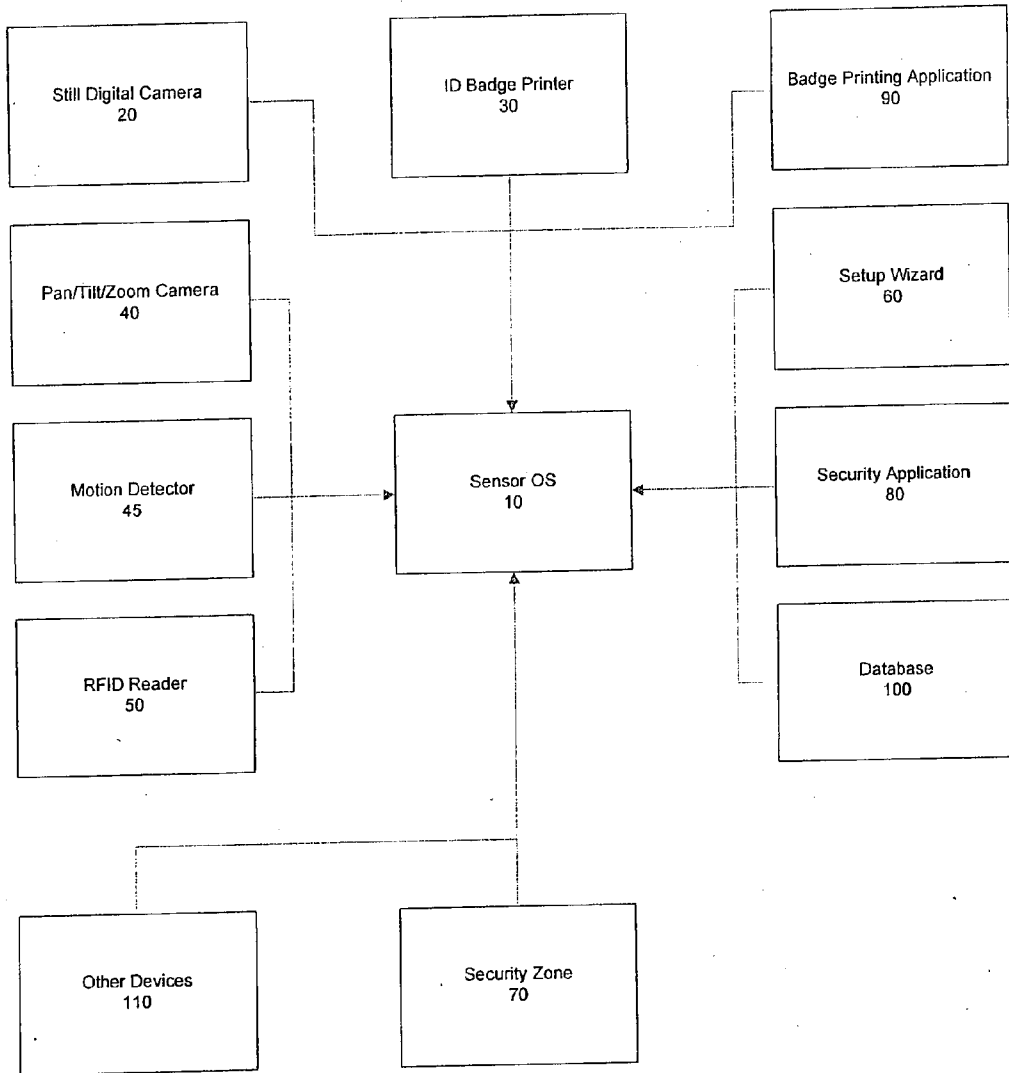 Still Digital Camera
20
ID Badge Printer
30
Badge Printing Application
90
Pan/Tilt/Zoom Camera
40
Setup Wizard
60
Motion Detector
45
Sensor OS
10
Security Application
80
RFID Reader
50
Database
100
Other Devices
110
Security Zone
70